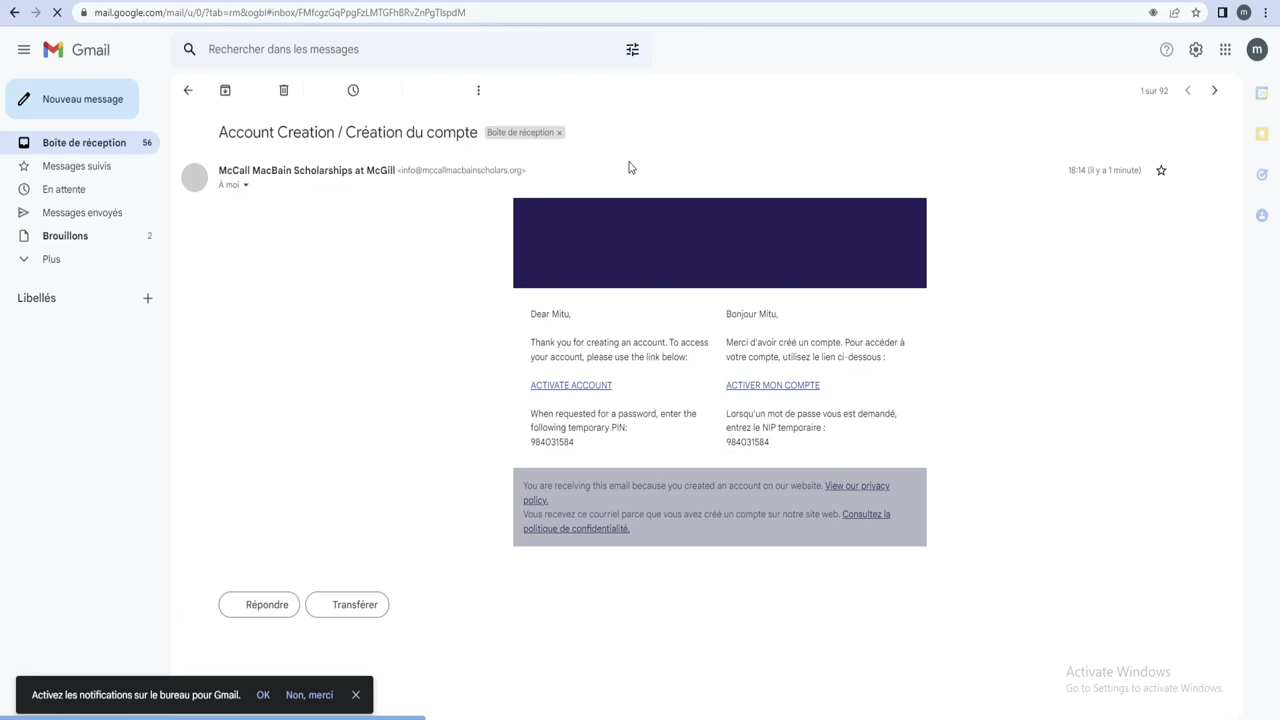 mail.google.com/mail/u/0/?tab=rm&ogbl#inbox/FMfcgzGqPpgFzLMTGFhBRvZnPgTlspdM
m
Gmail
Rechercher dans les messages
m
Nouveau message
1 sur 92
Account Creation / Création du compte
Boîte de réception ×
Boîte de réception 56
Messages suivis
En attente
Messages envoyés
Brouillons 2
Plus
Libellés
McCall MacBain Scholarships at McGill <info@mccallmacbainscholars.org>
18:14 (il y a 1 minute)
À moi
Dear Mitu,
Thank you for creating an account. To access
your account, please use the link below:
ACTIVATE ACCOUNT
When requested for a password, enter the
following temporary PIN:
984031584
Bonjour Mitu,
Merci d'avoir créé un compte. Pour accéder à
votre compte, utilisez le lien ci-dessous :
ACTIVER MON COMPTE
Lorsqu'un mot de passe vous est demandé,
entrez le NIP temporaire :
984031584
You are receiving this email because you created an account on our website. View our privacy
policy.
Vous recevez ce courriel parce que vous avez créé un compte sur notre site web. Consultez la
politique de confidentialité.
Répondre
Transférer
Activez les notifications sur le bureau pour Gmail. OK Non, merci
Activate Windows
Go to Settings to activate Windows.